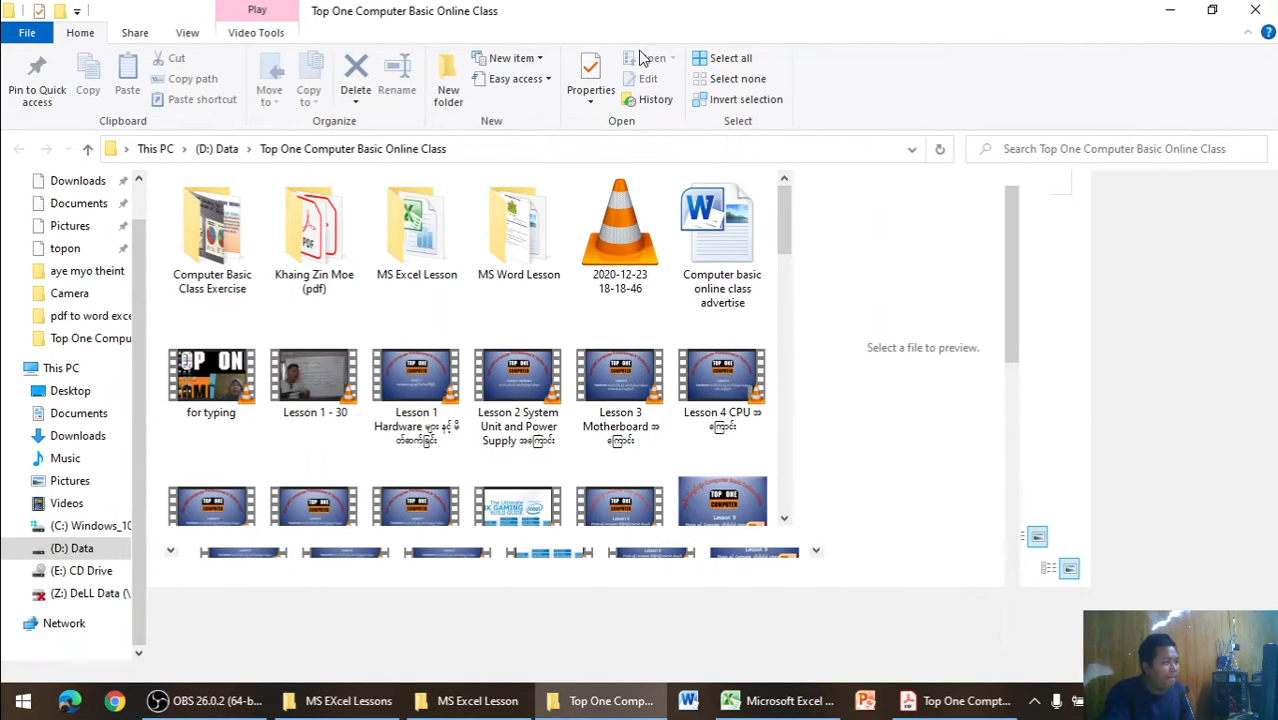 Play
Top One Computer Basic Online Class
File
Home
Share
View
Video Tools
Pin to Quick access
Copy
Paste
Cut
Copy path
Paste shortcut
Clipboard
Move to
Copy to
Delete
Rename
Organize
New folder
New item
Easy access
New
Properties
Open
Edit
History
Open
Select all
Select none
Invert selection
Select
This PC
(D:) Data
Top One Computer Basic Online Class
Search Top One Computer Basic Online Class
Downloads
Documents
Pictures
topon
aye myo theint
Camera
pdf to word exce
Top One Compu
This PC
Desktop
Documents
Downloads
Music
Pictures
Videos
(C:) Windows_10
(D:) Data
(E:) CD Drive
(Z:) DeLL Data (\
Network
Computer Basic
Class Exercise
Khaing Zin Moe
(pdf)
MS Excel Lesson
MS Word Lesson
2020-12-23
18-18-46
Computer basic
online class
advertise
for typing
Lesson 1 - 30
Lesson 1
Hardware များ နှင့် မိ
တ်ဆက်ခြင်း
Lesson 2 System
Unit and Power
Supply အကြောင်း
Lesson 3
Motherboard အ
ကြောင်း
Lesson 4 CPU အ
ကြောင်း
TOP ONE
COMPUTER
Select a file to preview.
OBS 26.0.2 (64-b...
MS EXcel Lessons
MS Excel Lesson
Top One Comp...
Microsoft Excel ...
Top One Compt...